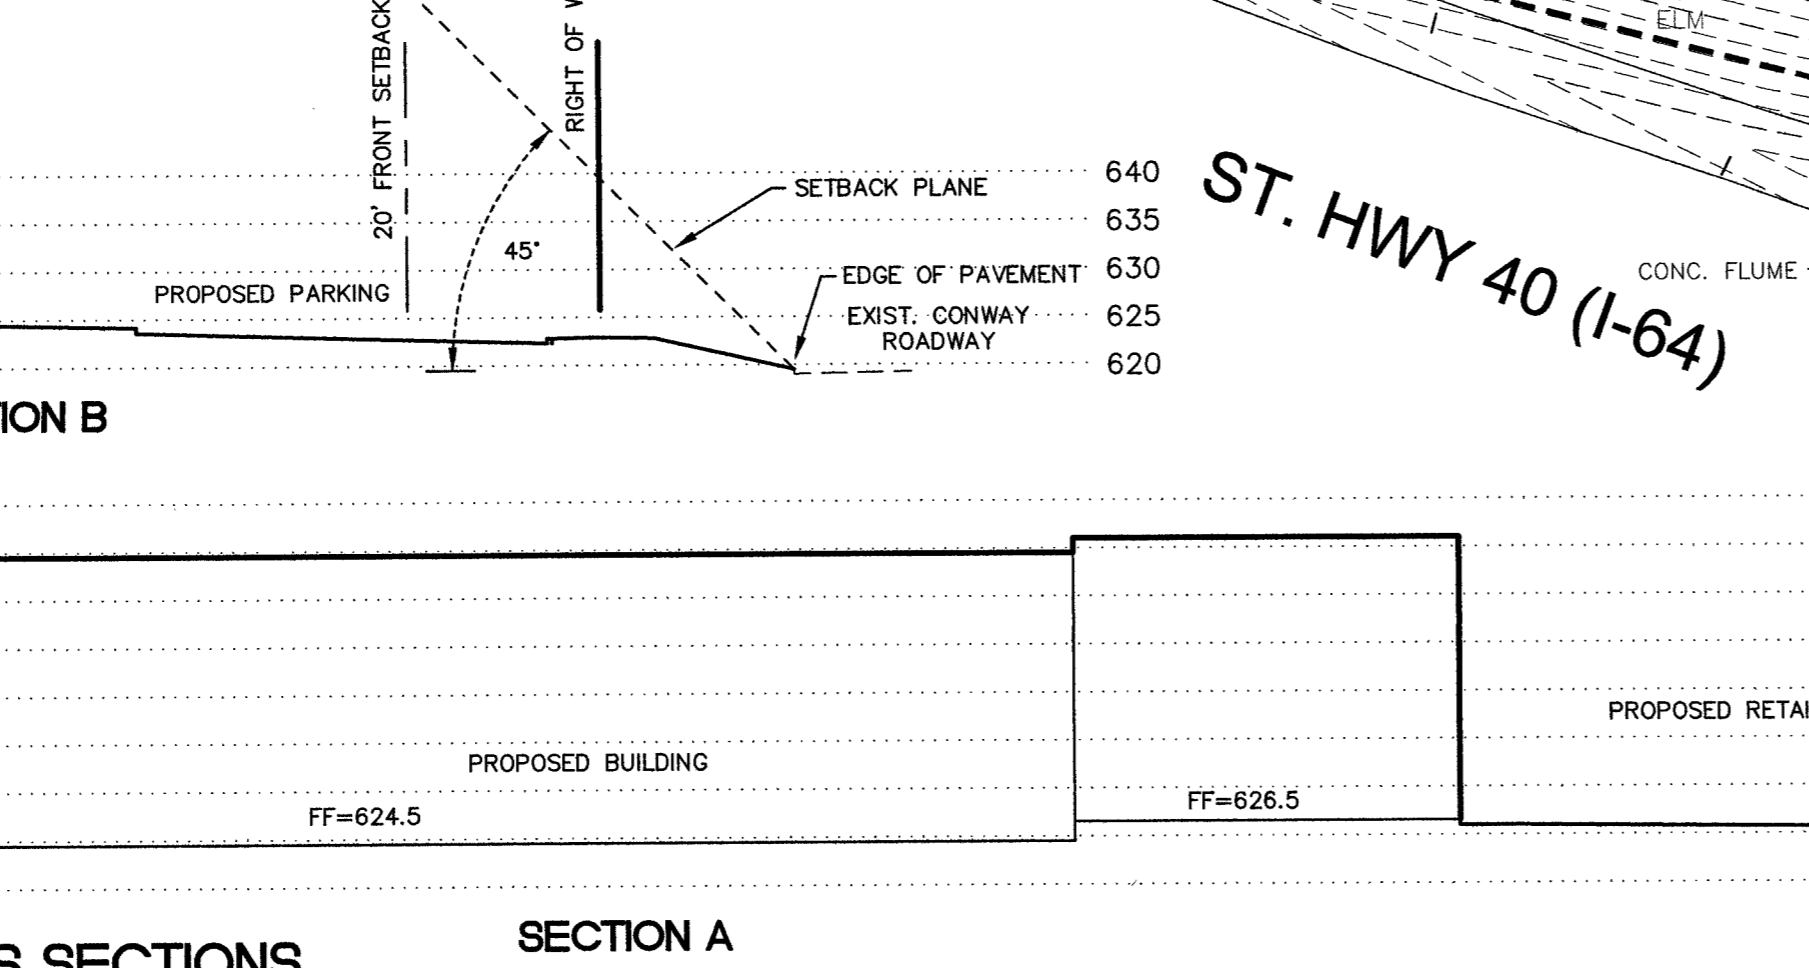 20' FRONT SETBACK
RIGHT OF
ELM
640
SETBACK PLANE
635
ST. HWY 40 (I-64)
45°
630
EDGE OF PAVEMENT
CONC. FLUME
PROPOSED PARKING
625
EXIST. CONWAY
ROADWAY
620
ION B
PROPOSED RETAI
PROPOSED BUILDING
FF=626.5
FF=624.5
SECTION A
S SECTIONS